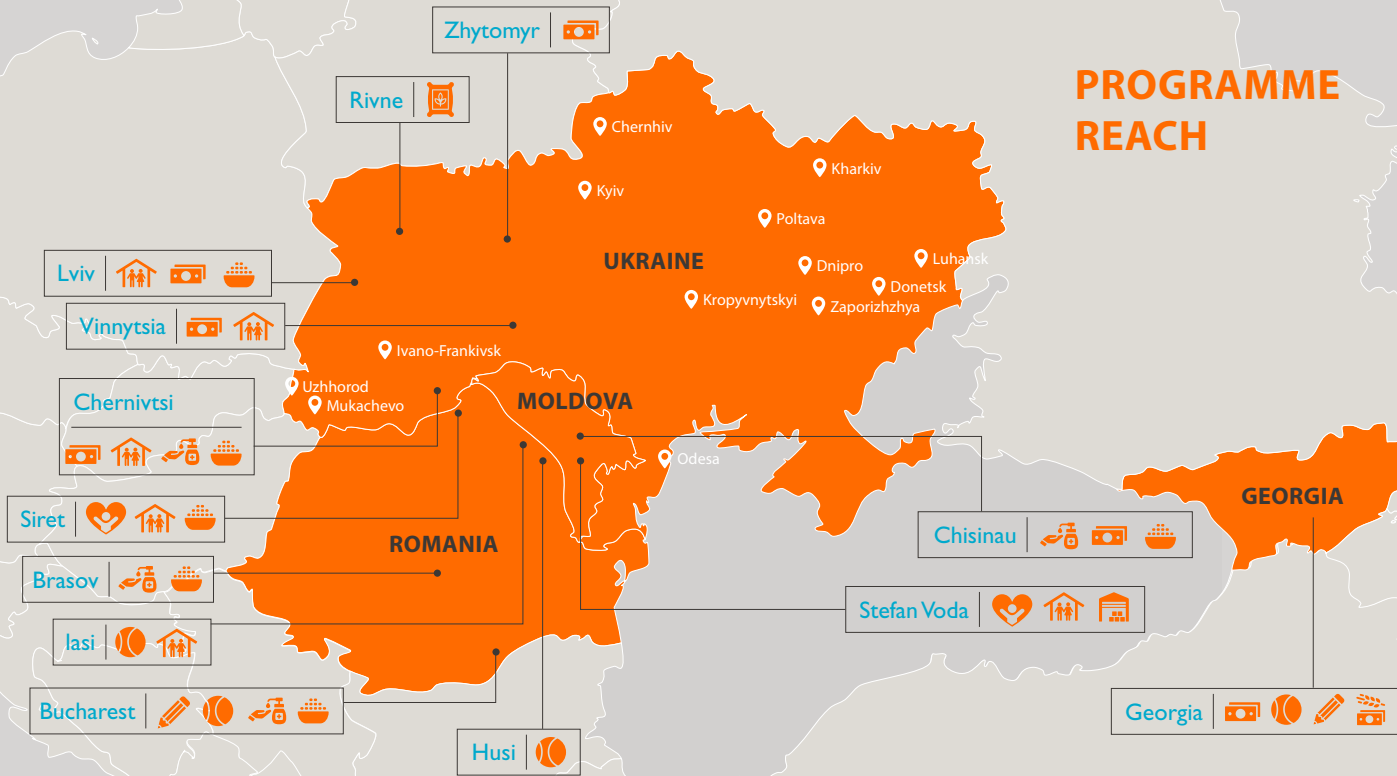 PROGRAMME
REACH
Zhytomyr
Rivne
Chernhiv
Kharkiv
Kyiv
Poltava
UKRAINE
Luhansk
Lviv
Dnipro
Donetsk
Kropyvnytskyi
Zaporizhzhya
Vinnytsia
Ivano-Frankivsk
Uzhhorod
Mukachevo
Chernivtsi
MOLDOVA
Odesa
GEORGIA
Siret
ROMANIA
Chisinau
Brasov
Stefan Voda
Iasi
Bucharest
Georgia
Husi